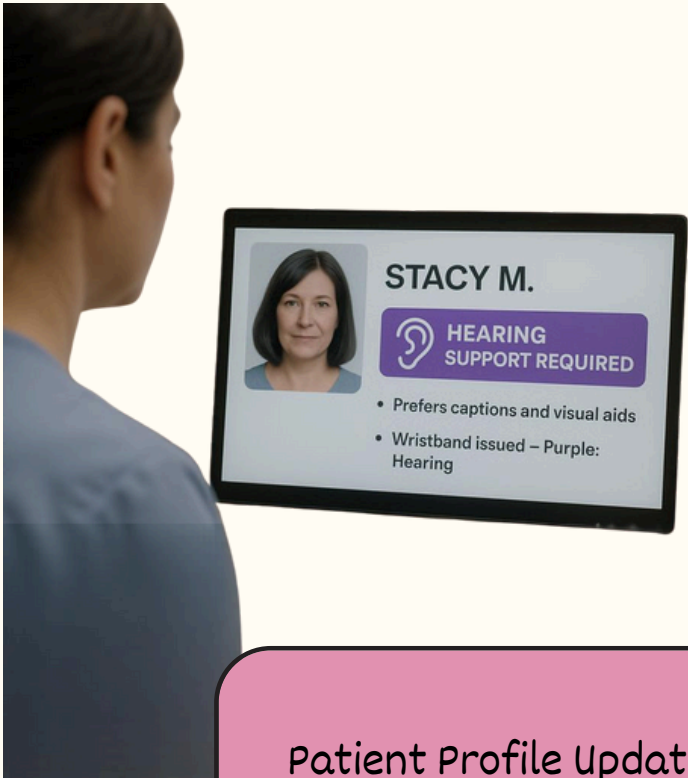 STACY M.
HEARING
SUPPORT REQUIRED
• Prefers captions and visual aids
• Wristband issued – Purple:
Hearing
Patient Profile Updat